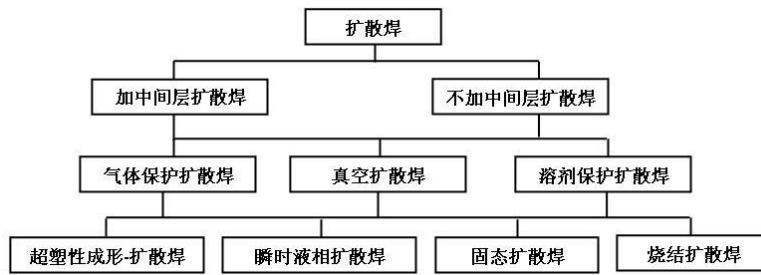 扩散焊
加中间层扩散焊
不加中间层扩散焊
气体保护扩散焊
真空扩散焊
溶剂保护扩散焊
超塑性成形-扩散焊
瞬时液相扩散焊
固态扩散焊
烧结扩散焊